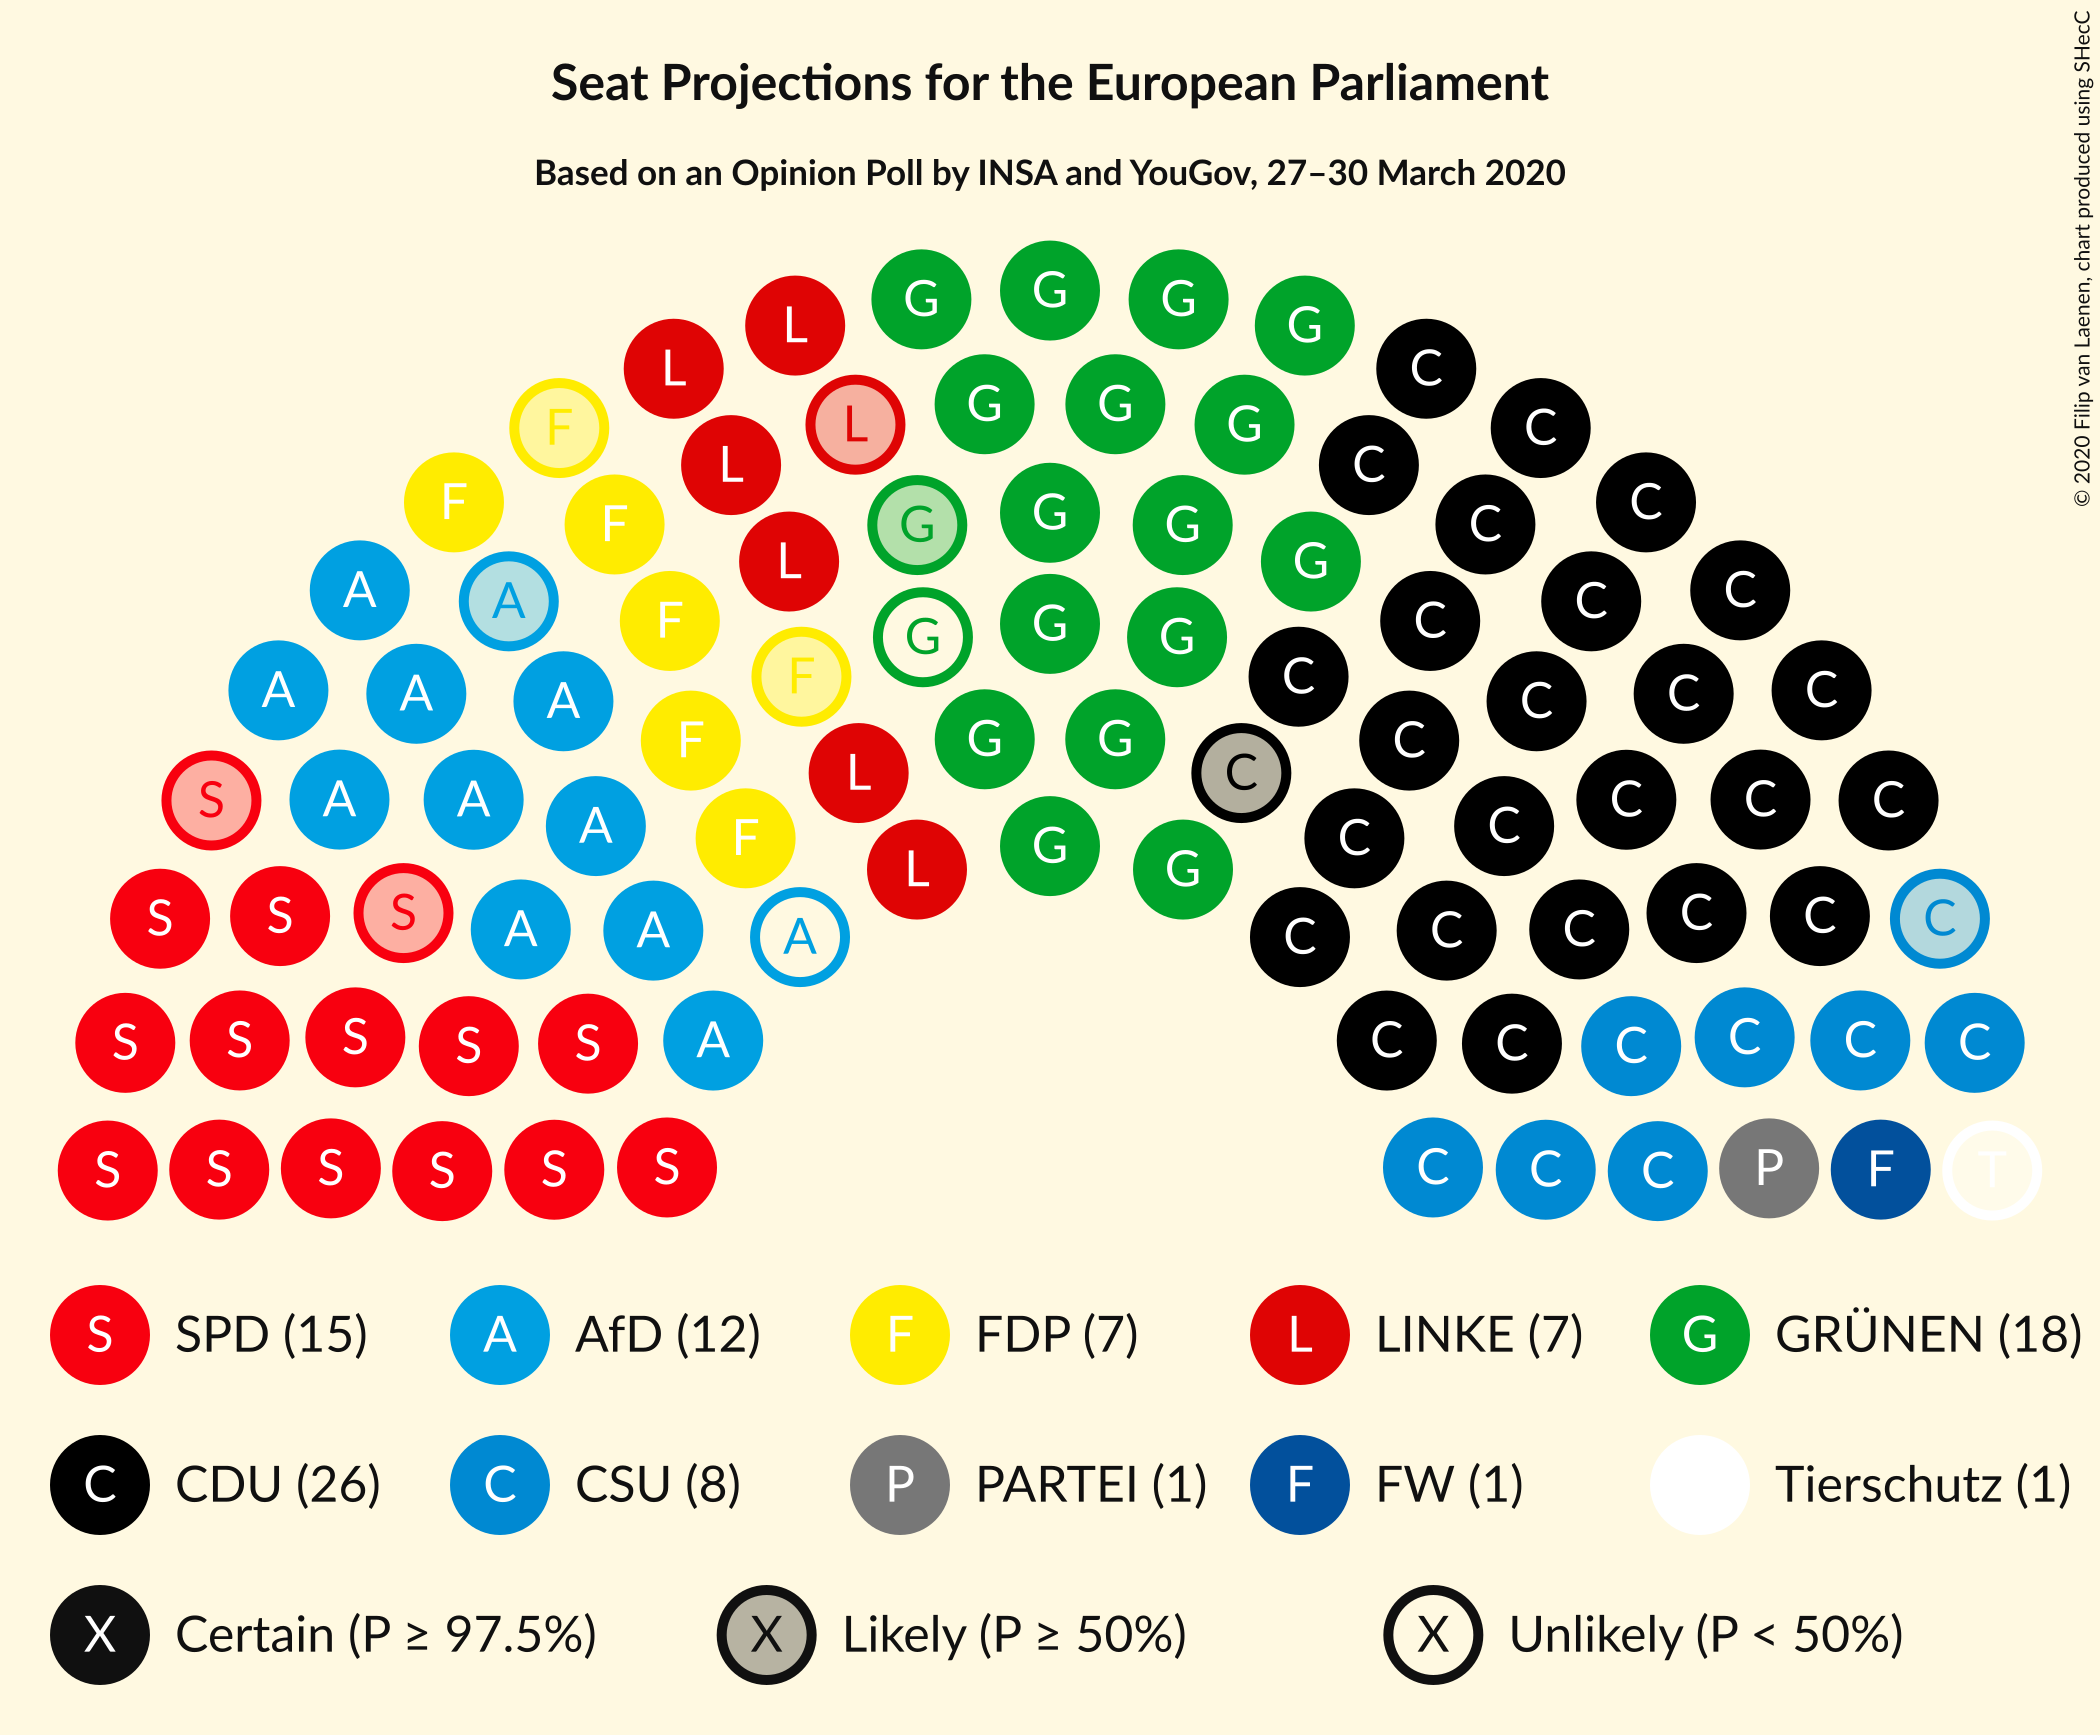 © 2020 Filip van Laenen, chart produced using SHecC
Seat Projections for the European Parliament
Based on an Opinion Poll by INSA and YouGov, 27–30 March 2020
L G G G G
L C
F L G G G C
L C
F F G G G C C
L G
A A C C
F G G G C
A A A F C C C C
F G G C
S A A L C C C C
A F G C C
L G
S S S A A A C C C C C C
S S S S S A C C C C C C
S S S S S S C C C P F T
S SPD (15) A AfD (12) F FDP (7) L LINKE (7) G GRÜNEN (18)
C CDU (26) C CSU (8) P PARTEI (1) F FW (1) Tierschutz (1)
X Certain (P ≥ 97.5%) X Likely (P ≥ 50%) X Unlikely (P < 50%)